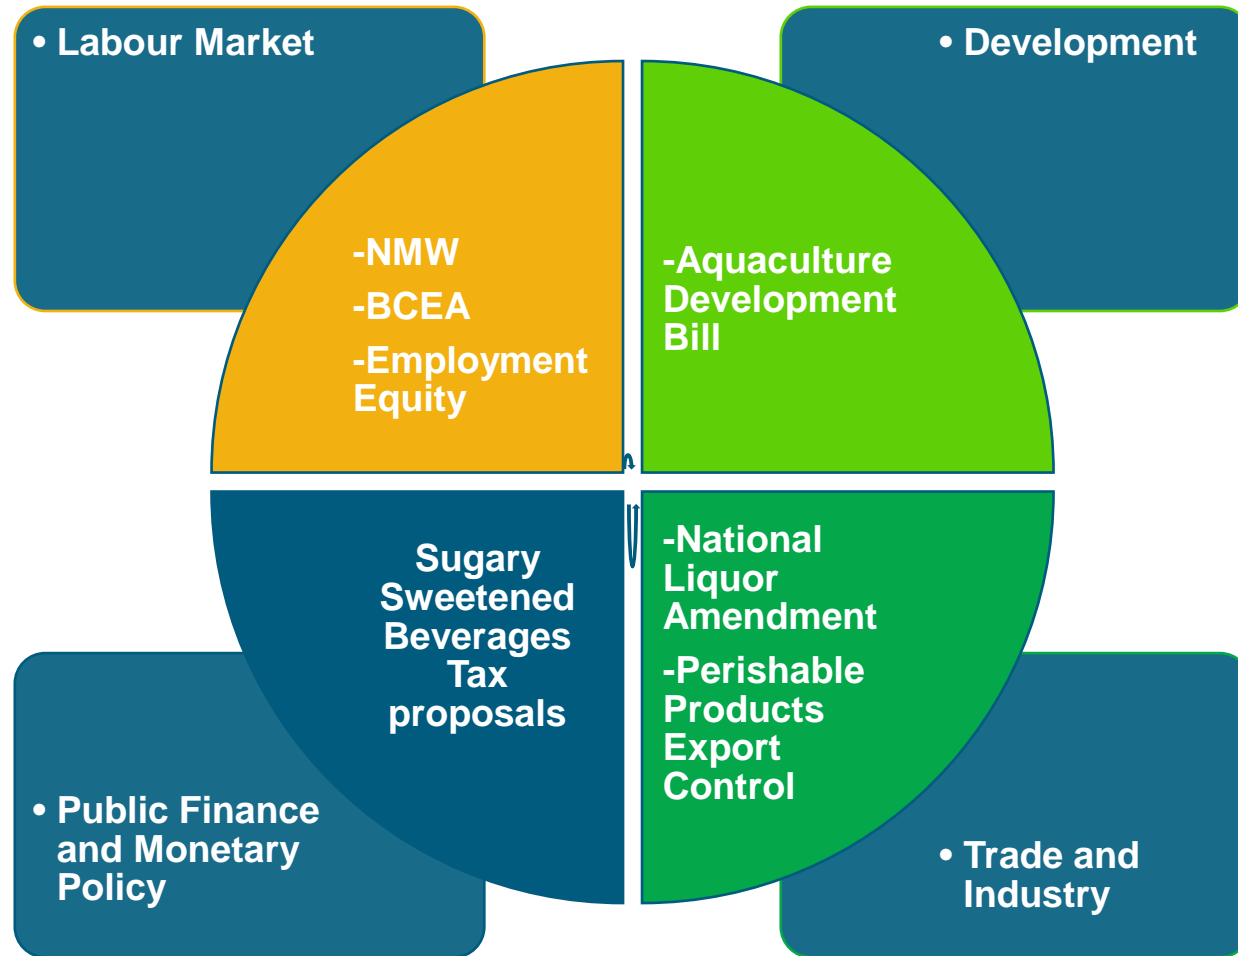 • Labour Market
• Development
-NMW
-BCEA
-Employment
Equity
-Aquaculture
Development
Bill
Sugary
Sweetened
Beverages
Tax
proposals
-National
Liquor
Amendment
-Perishable
Products
Export
Control
• Public Finance
and Monetary
Policy
• Trade and
Industry